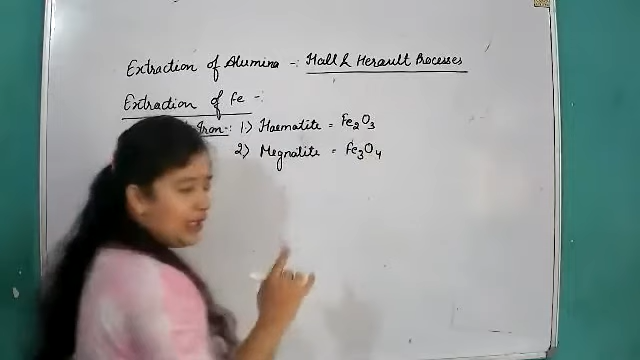 Extraction of Alumina -: Hall & Herault Processes
Extraction of Fe -:
Iron -: 1.) Haematite = Fe2O3
2.) Megnatite = Fe3O4